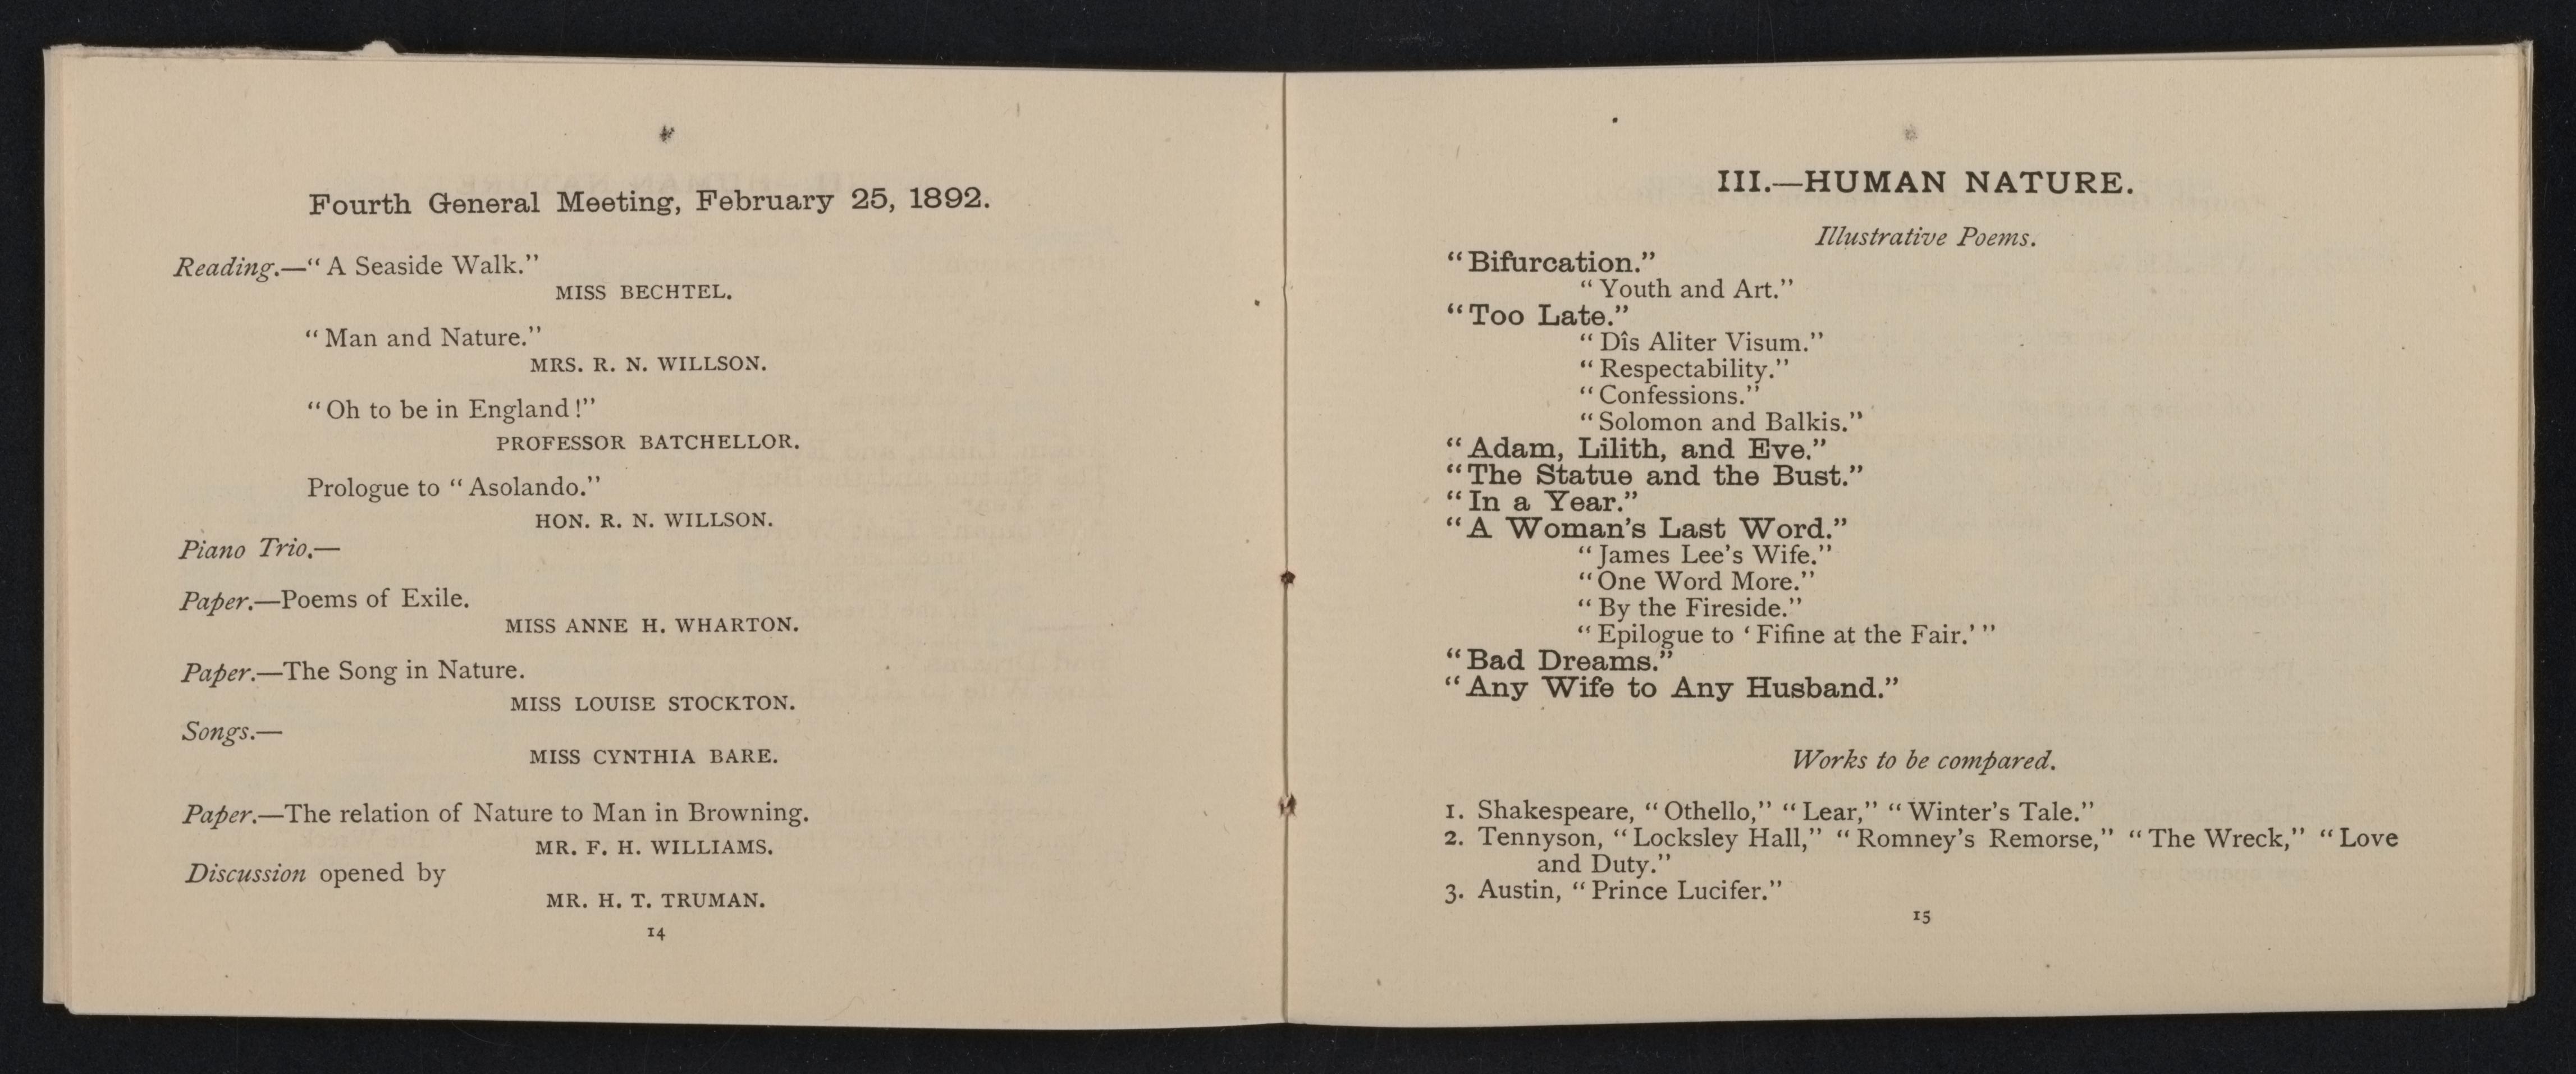 Fourth General Meeting, February 25, 1892.
Reading.—“A Seaside Walk.”
MISS BECHTEL.
“Man and Nature.”
MRS. R. N. WILLSON.
“Oh to be in England!”
PROFESSOR BATCHELLOR.
Prologue to “Asolando.”
HON. R. N. WILLSON.
Piano Trio.—
Paper.—Poems of Exile.
MISS ANNE H. WHARTON.
Paper.—The Song in Nature.
MISS LOUISE STOCKTON.
Songs.—
MISS CYNTHIA BARE.
Paper.—The relation of Nature to Man in Browning.
MR. F. H. WILLIAMS.
Discussion opened by
MR. H. T. TRUMAN.
14
III.—HUMAN NATURE.
Illustrative Poems.
“Bifurcation.”
“Youth and Art.”
“Too Late.”
“Dîs Aliter Visum.”
“Respectability.”
“Confessions.”
“Solomon and Balkis.”
“Adam, Lilith, and Eve.”
“The Statue and the Bust.”
“In a Year.”
“A Woman’s Last Word.”
“James Lee’s Wife.”
“One Word More.”
“By the Fireside.”
“Epilogue to ‘Fifine at the Fair.’”
“Bad Dreams.”
“Any Wife to Any Husband.”
Works to be compared.
1. Shakespeare, “Othello,” “Lear,” “Winter’s Tale.”
2. Tennyson, “Locksley Hall,” “Romney’s Remorse,” “The Wreck,” “Love
and Duty.”
3. Austin, “Prince Lucifer.”
15